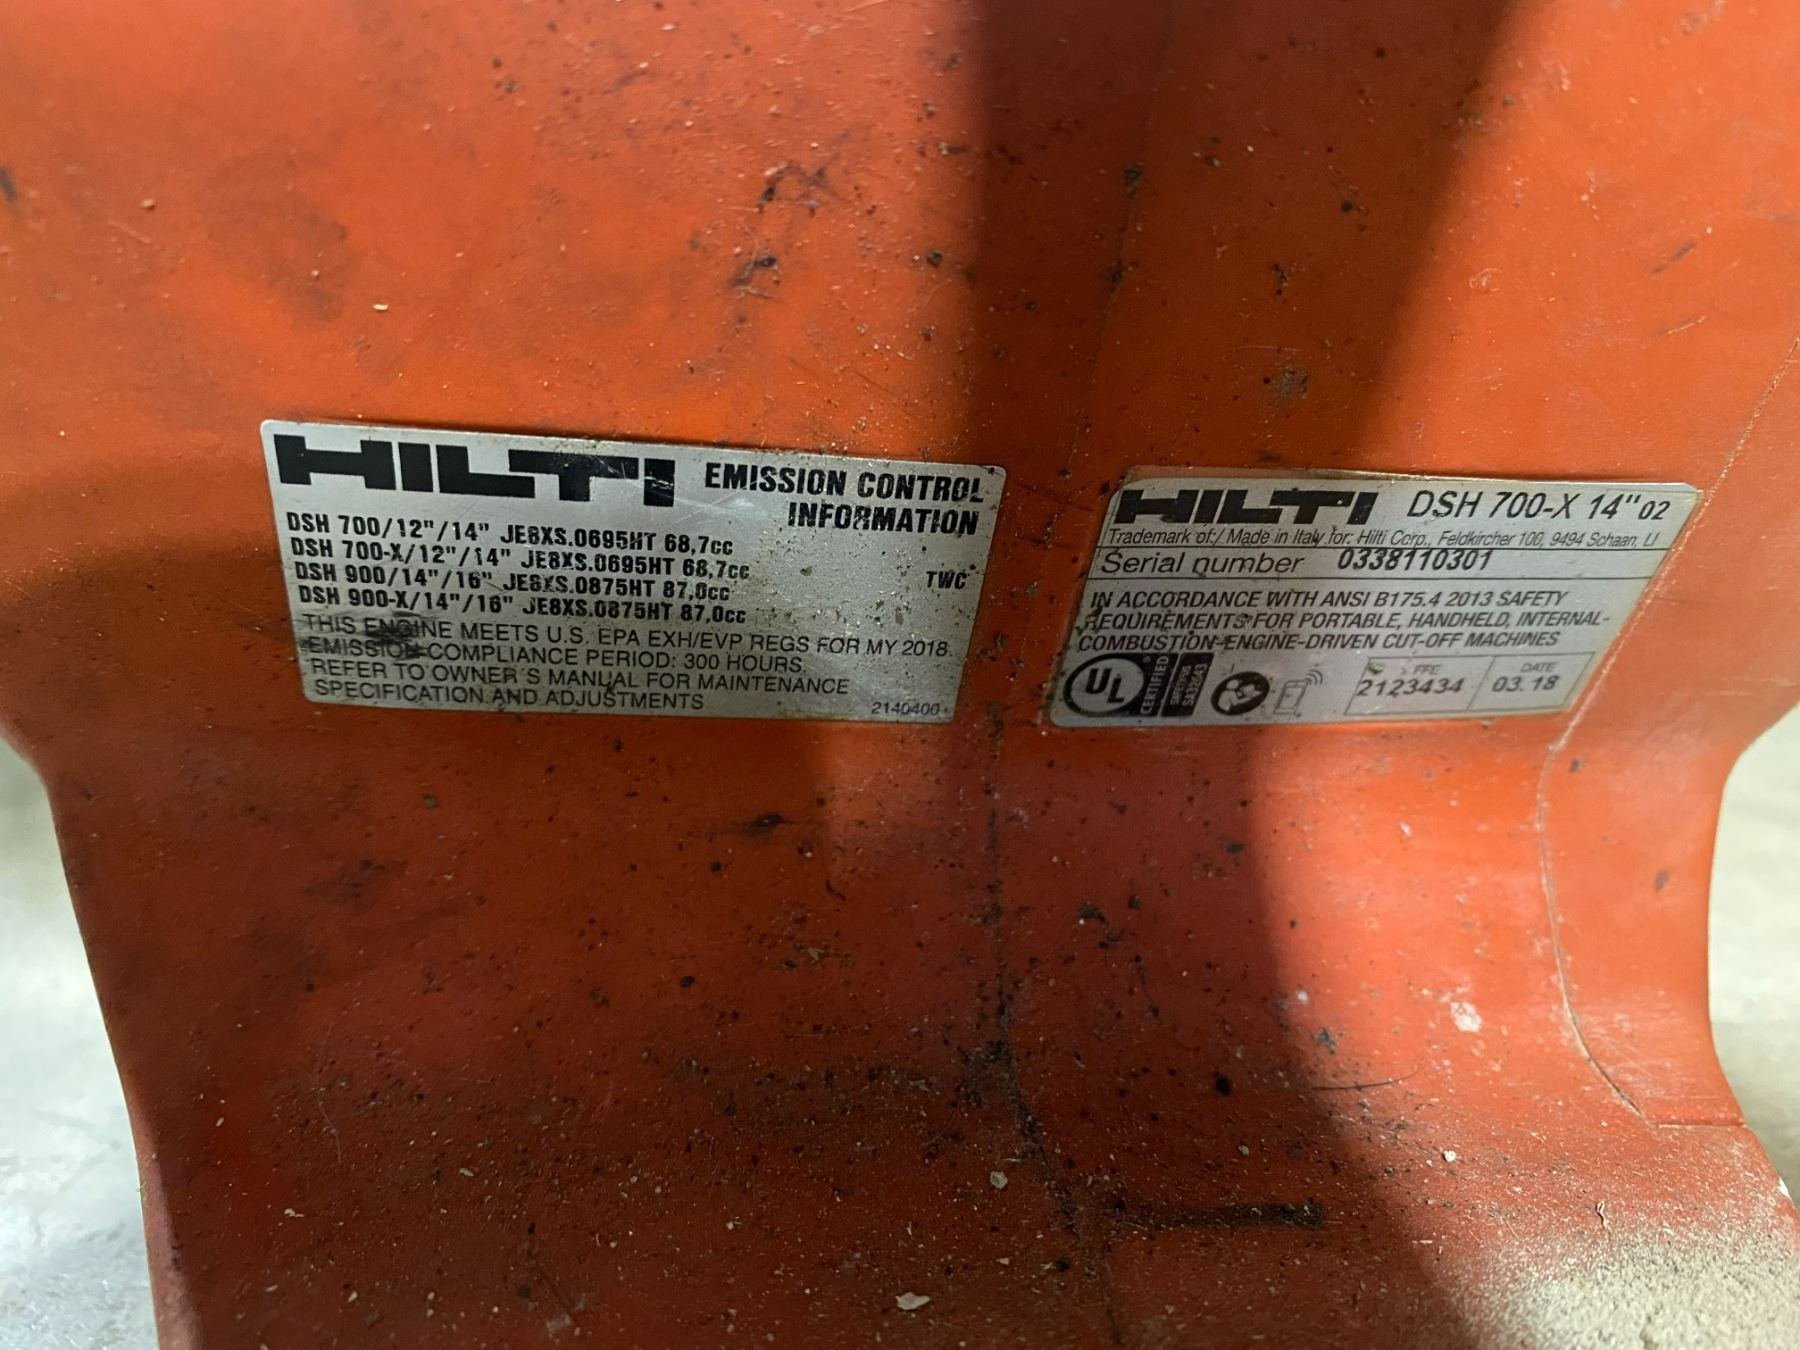 HILTI EMISSION CONTROL
INFORMATION
DSH 700/12"/14" JE8XS.0695HT 68,7cc
DSH 700-X/12"/14" JE8XS.0695HT 68,7cc
DSH 900/14"/16" JE8XS.0875HT 87,0cc
DSH 900-X/14"/16" JE8XS.0875HT 87,0cc
TWC
THIS ENGINE MEETS U.S. EPA EXH/EVP REGS FOR MY 2018.
EMISSION COMPLIANCE PERIOD: 300 HOURS.
REFER TO OWNER'S MANUAL FOR MAINTENANCE
SPECIFICATION AND ADJUSTMENTS
2140400
HILTI DSH 700-X 14" 02
Trademark of / Made in Italy for: Hilti Corp., Feldkircher 100, 9494 Schaan, LI
Serial number 0338110301
IN ACCORDANCE WITH ANSI B175.4 2013 SAFETY
REQUIREMENTS FOR PORTABLE, HANDHELD, INTERNAL-
COMBUSTION-ENGINE-DRIVEN CUT-OFF MACHINES
UL
CERTIFIED
FFE
2123434
DATE
03.18